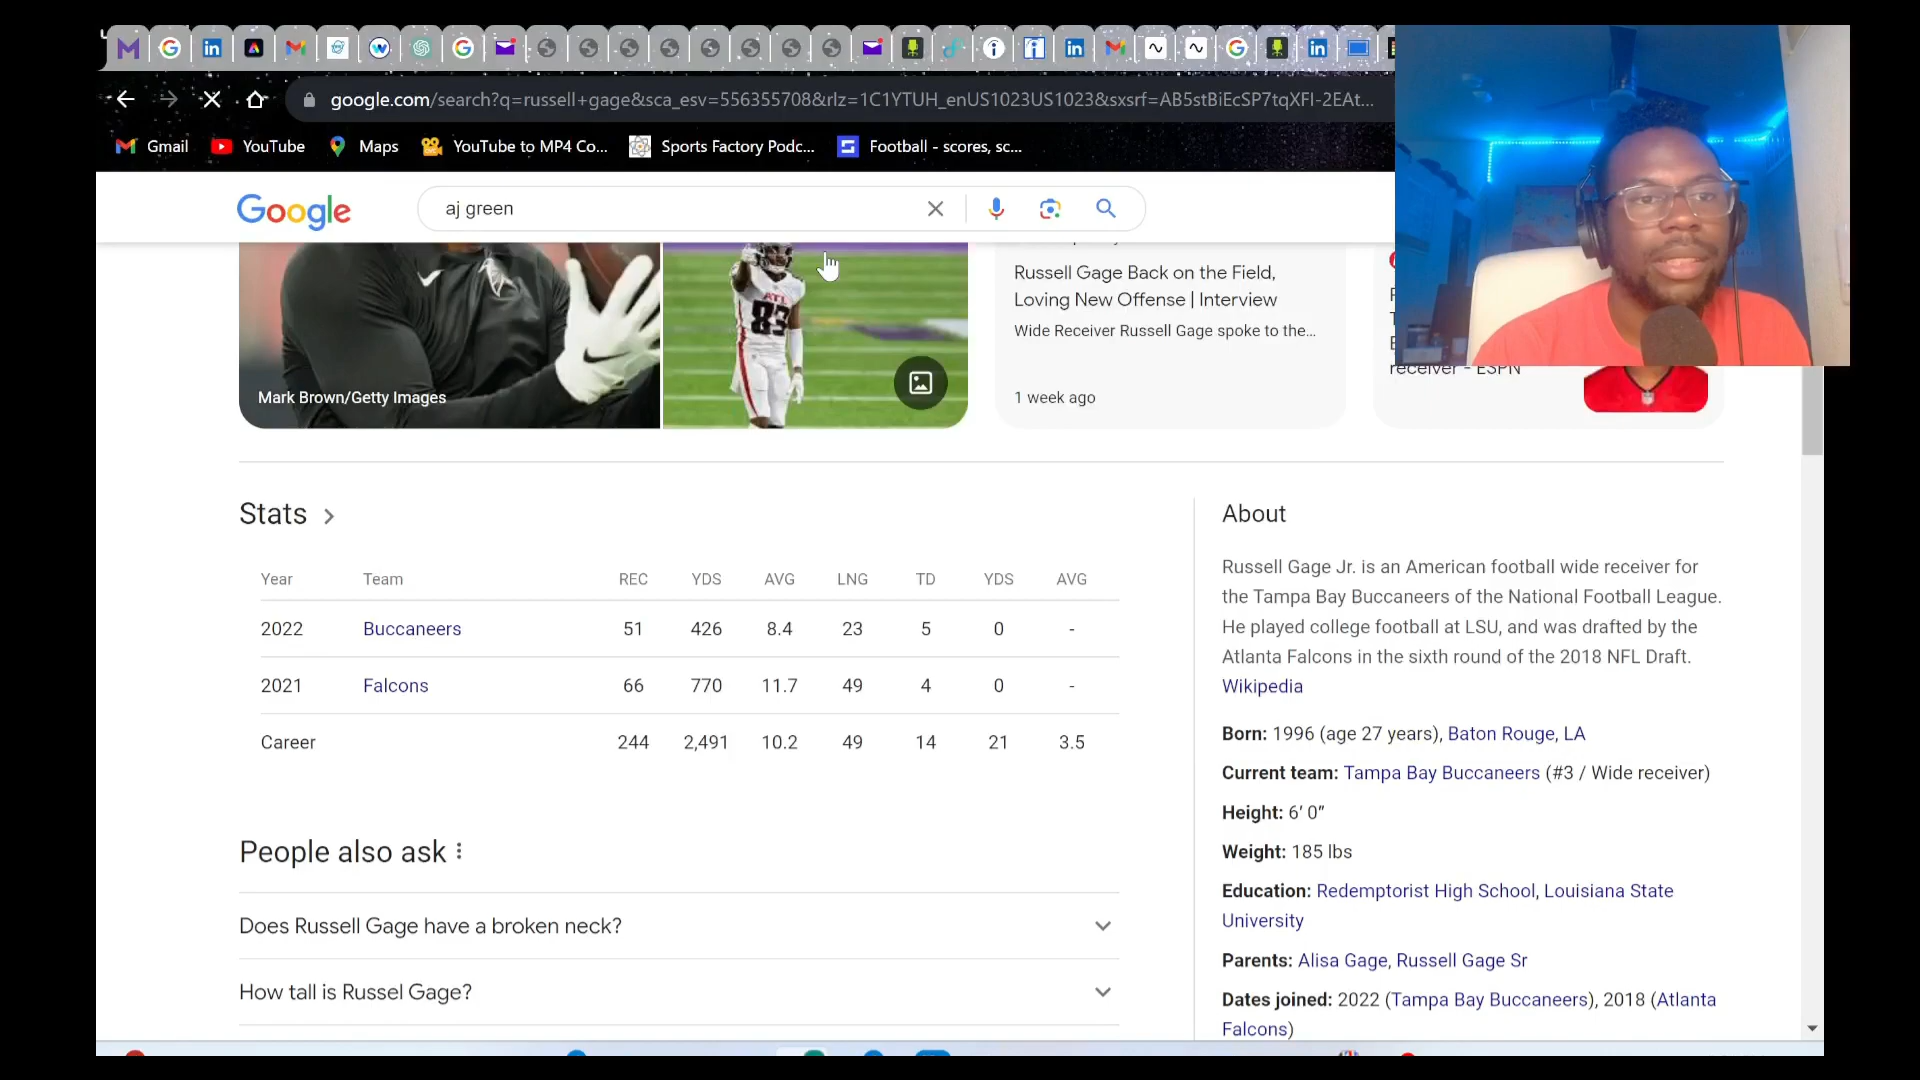 google.com/search?q=russell+gage&sca_esv=556355708&rlz=1C1YTUH_enUS1023US1023&sxsrf=AB5stBiEcSP7tqXFI-2EAt...
Gmail YouTube Maps YouTube to MP4 Co... Sports Factory Podc... Football - scores, sc...
Google aj green
ATL
83
Mark Brown/Getty Images
Russell Gage Back on the Field,
Loving New Offense | Interview
Wide Receiver Russell Gage spoke to the...
1 week ago
receiver - ESPN
Stats
Year Team REC YDS AVG LNG TD YDS AVG
2022 Buccaneers 51 426 8.4 23 5 0 -
2021 Falcons 66 770 11.7 49 4 0 -
Career 244 2,491 10.2 49 14 21 3.5
People also ask
Does Russell Gage have a broken neck?
How tall is Russel Gage?
About
Russell Gage Jr. is an American football wide receiver for
the Tampa Bay Buccaneers of the National Football League.
He played college football at LSU, and was drafted by the
Atlanta Falcons in the sixth round of the 2018 NFL Draft.
Wikipedia
Born: 1996 (age 27 years), Baton Rouge, LA
Current team: Tampa Bay Buccaneers (#3 / Wide receiver)
Height: 6′ 0″
Weight: 185 lbs
Education: Redemptorist High School, Louisiana State
University
Parents: Alisa Gage, Russell Gage Sr
Dates joined: 2022 (Tampa Bay Buccaneers), 2018 (Atlanta
Falcons)